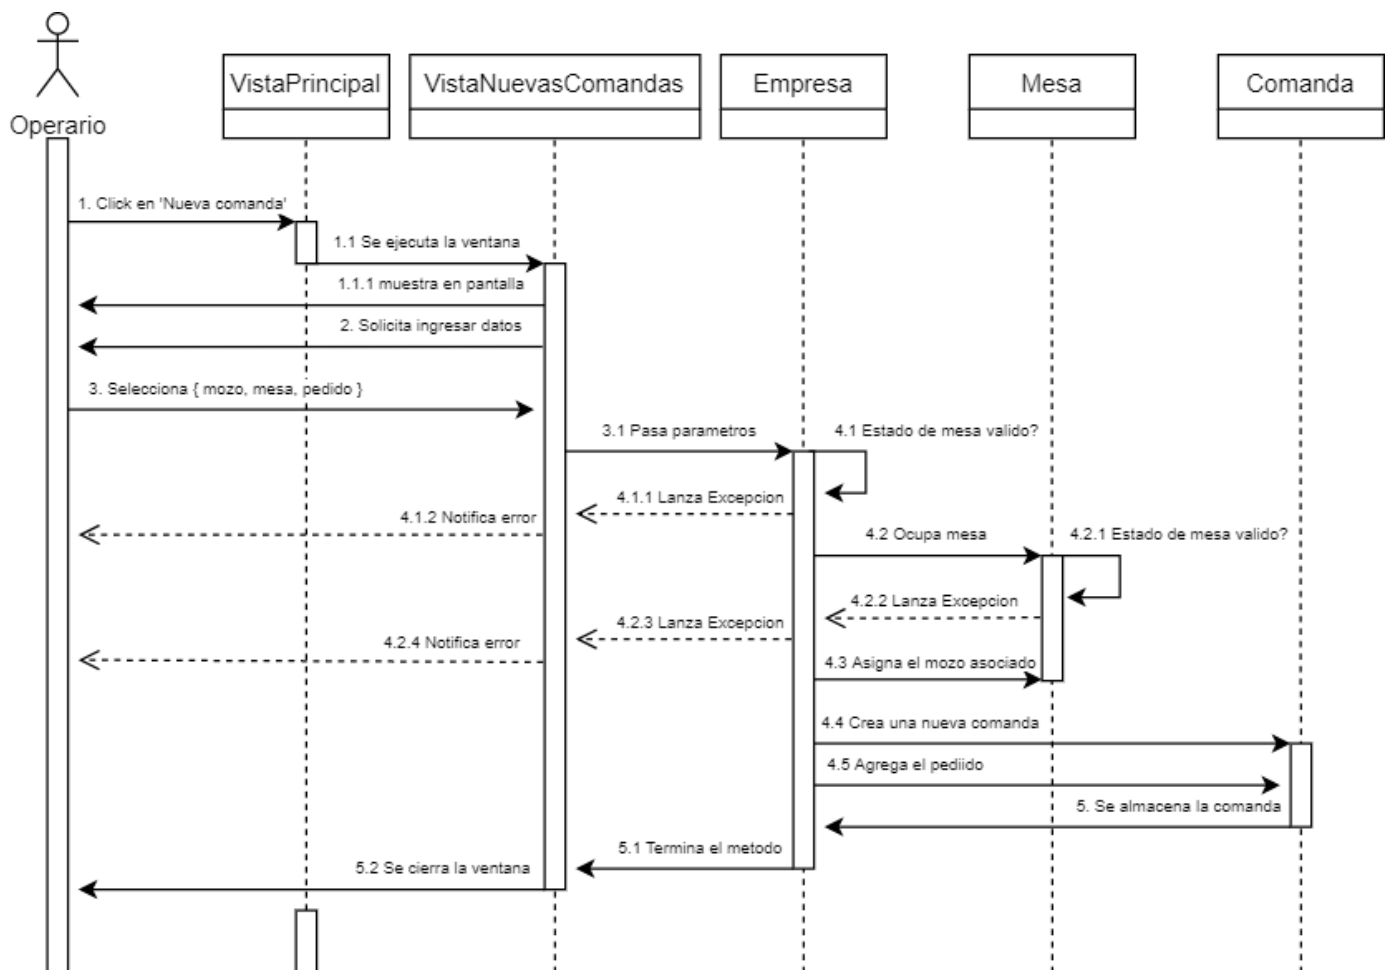 Operario
VistaPrincipal
VistaNuevasComandas
Empresa
Mesa
Comanda
1. Click en 'Nueva comanda'
1.1 Se ejecuta la ventana
1.1.1 muestra en pantalla
2. Solicita ingresar datos
3. Selecciona { mozo, mesa, pedido }
3.1 Pasa parametros
4.1 Estado de mesa valido?
4.1.1 Lanza Excepcion
4.1.2 Notifica error
4.2 Ocupa mesa
4.2.1 Estado de mesa valido?
4.2.2 Lanza Excepcion
4.2.3 Lanza Excepcion
4.2.4 Notifica error
4.3 Asigna el mozo asociado
4.4 Crea una nueva comanda
4.5 Agrega el pediido
5. Se almacena la comanda
5.1 Termina el metodo
5.2 Se cierra la ventana